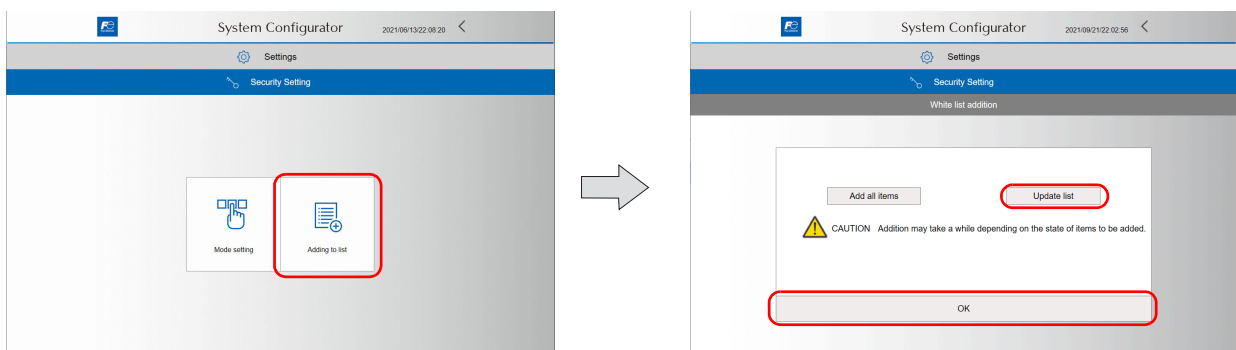 System Configurator 2021/06/13/22:08:20
Settings
Security Setting
Mode setting
Adding to list
System Configurator 2021/09/21/22:02:56
Settings
Security Setting
White list addition
Add all items
Update list
CAUTION Addition may take a while depending on the state of items to be added.
OK